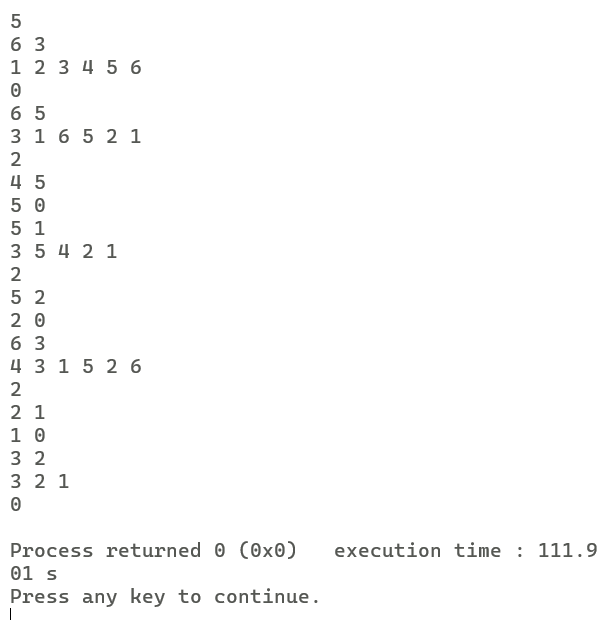 5
6 3
1 2 3 4 5 6
0
6 5
3 1 6 5 2 1
2
4 5
5 0
5 1
3 5 4 2 1
2
5 2
2 0
6 3
4 3 1 5 2 6
2
2 1
1 0
3 2
3 2 1
0
Process returned 0 (0x0)   execution time : 111.9
01 s
Press any key to continue.